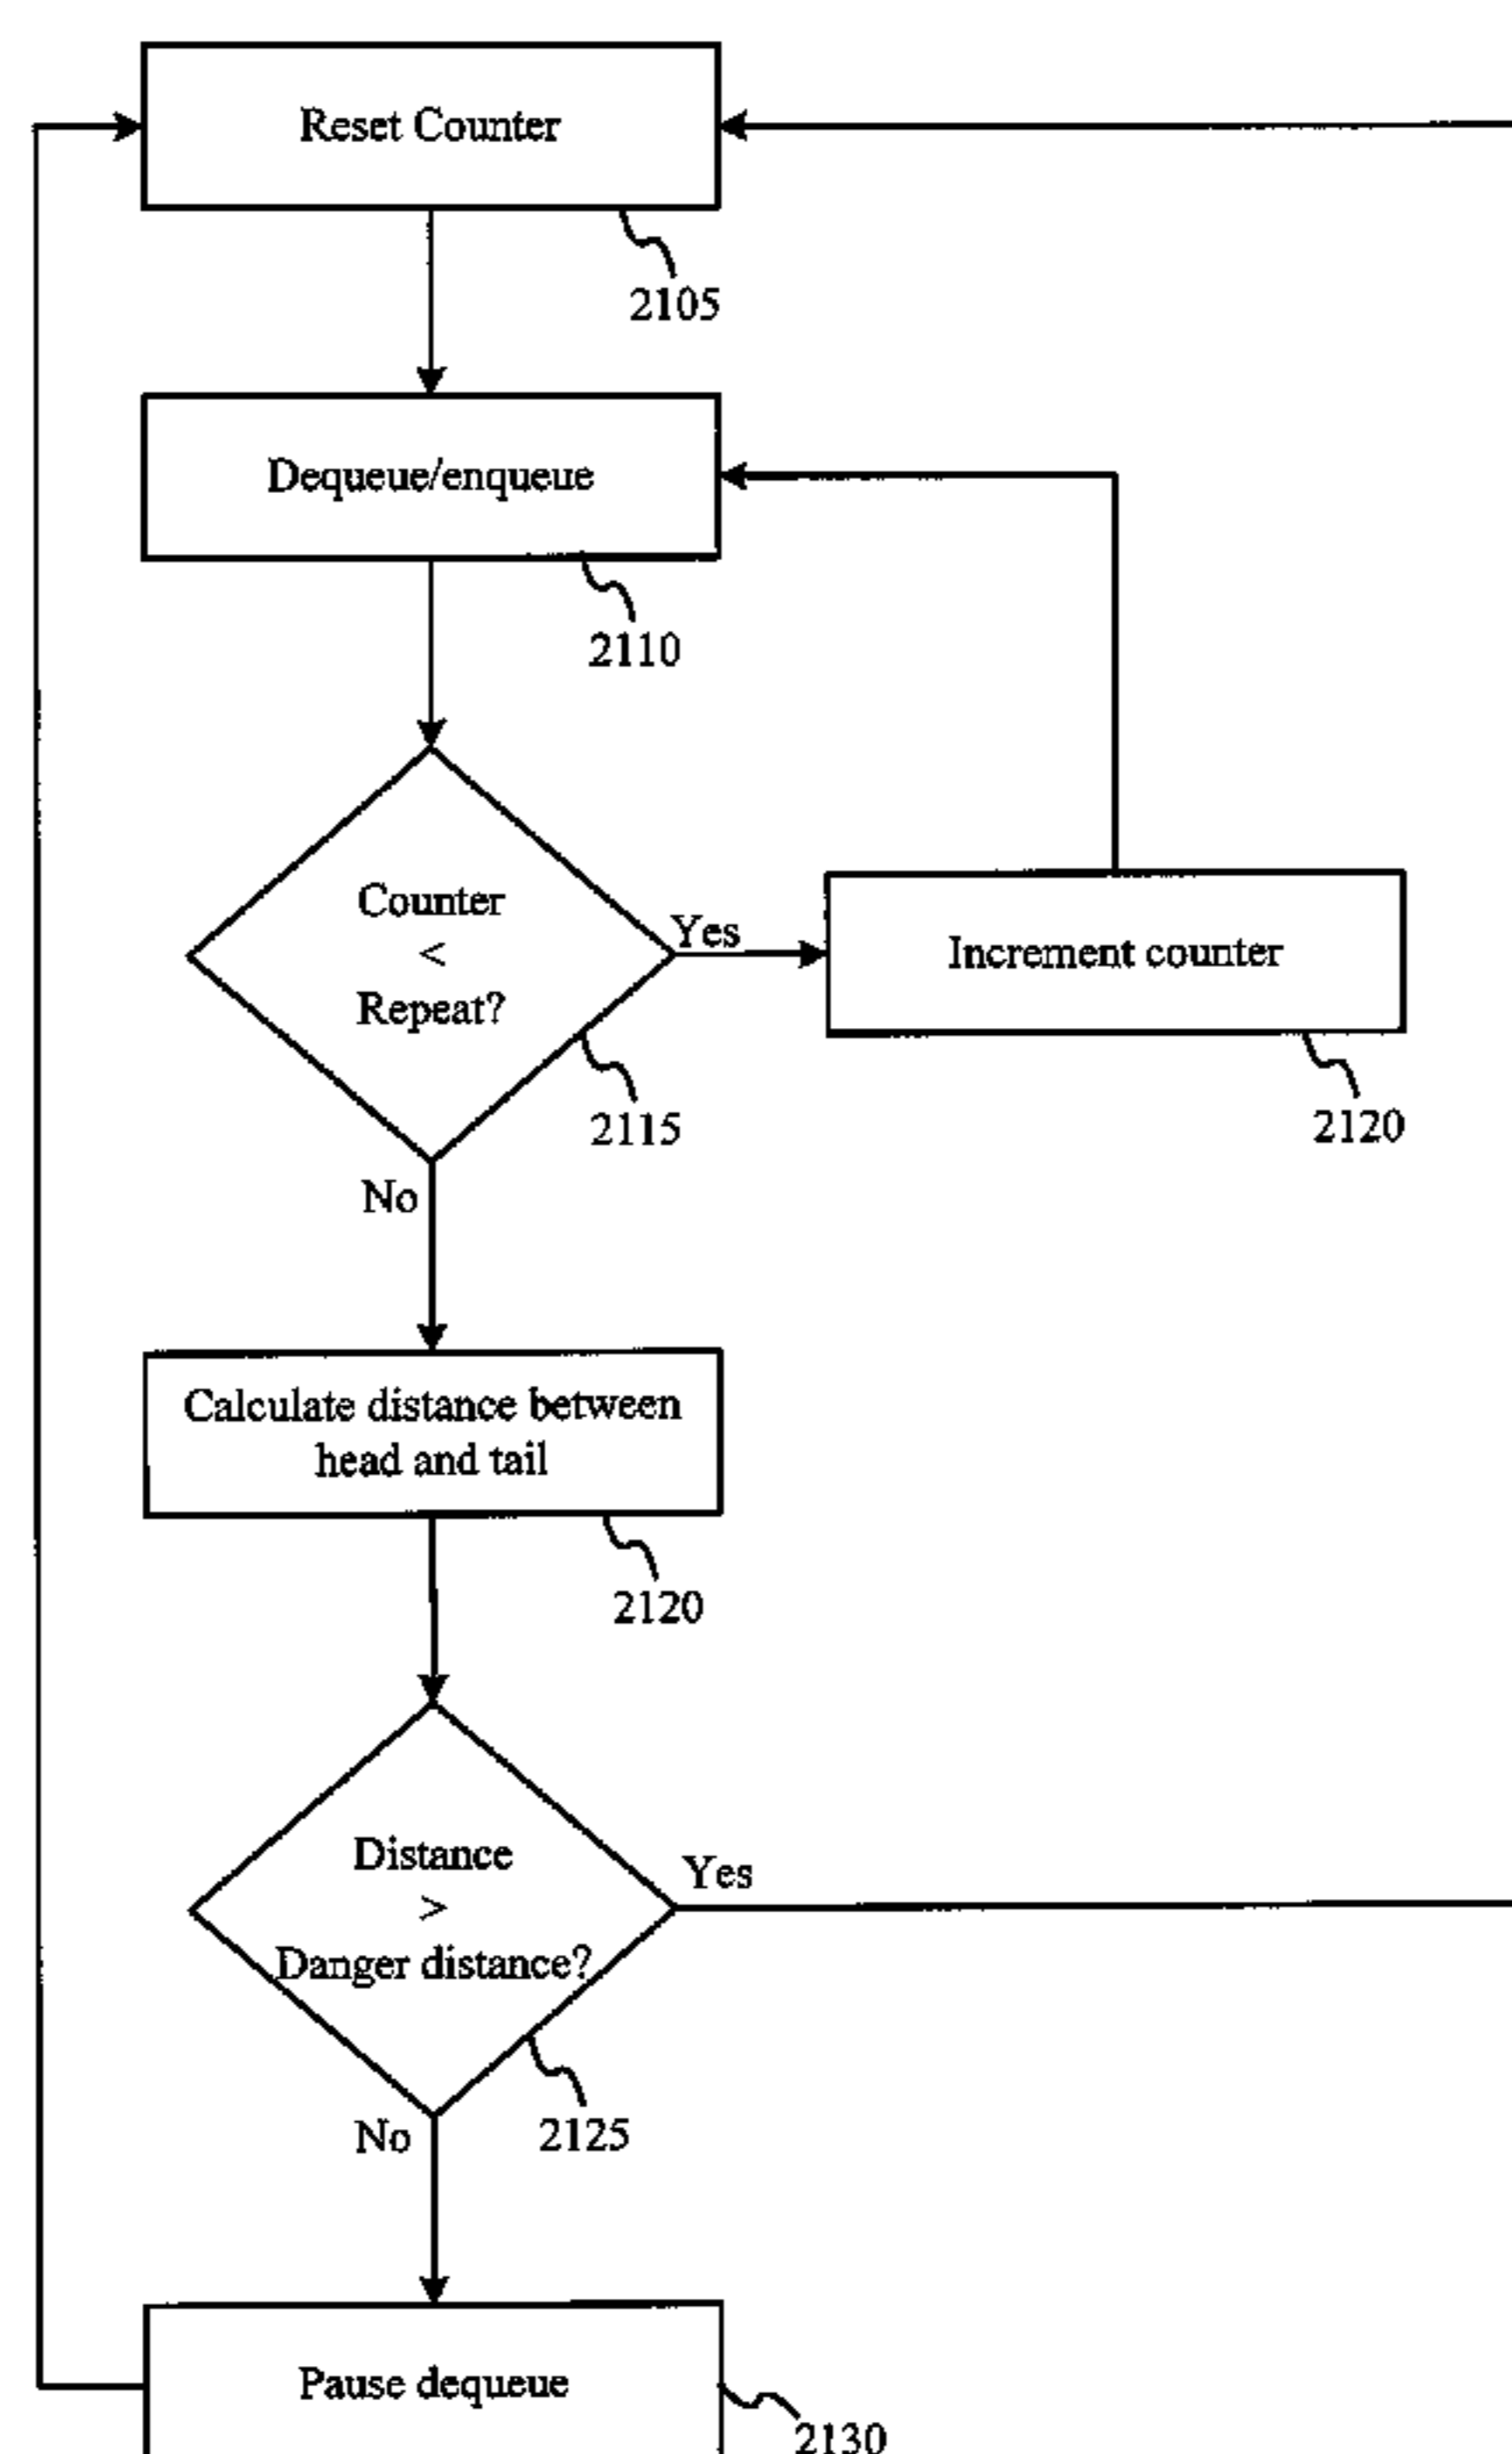 Reset Counter
2105
Dequeue/enqueue
2110
Counter
<
Repeat?
Yes
2115
Increment counter
2120
No
Calculate distance between
head and tail
2120
Distance
>
Danger distance?
Yes
2125
No
Pause dequeue
2130